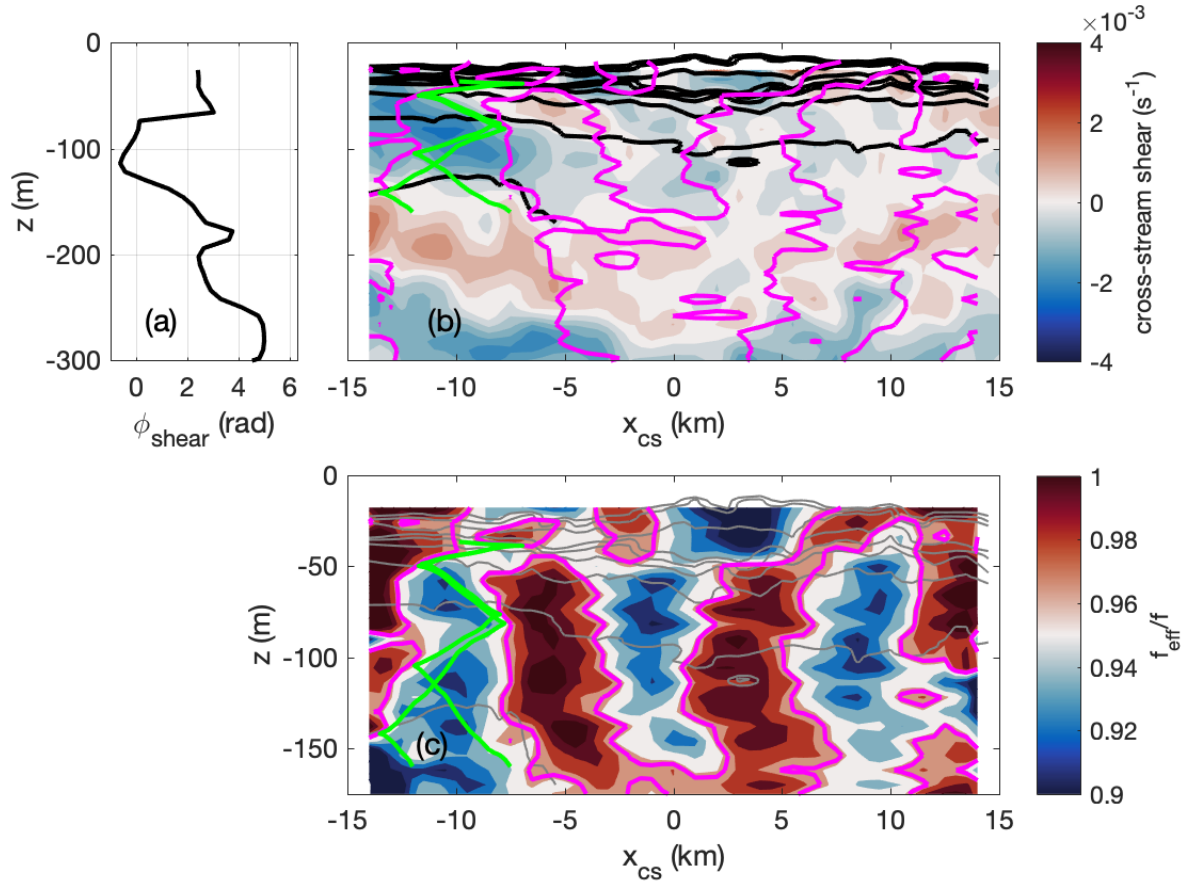 0
-100
-200
-300
z (m)
0 2 4 6
ϕshear (rad)
(a)
(b)
-15 -10 -5 0 5 10 15
xcs (km)
×10-3
4
2
0
-2
-4
cross-stream shear (s-1)
0
-50
-100
-150
z (m)
(c)
-15 -10 -5 0 5 10 15
xcs (km)
1
0.98
0.96
0.94
0.92
0.9
feff/f